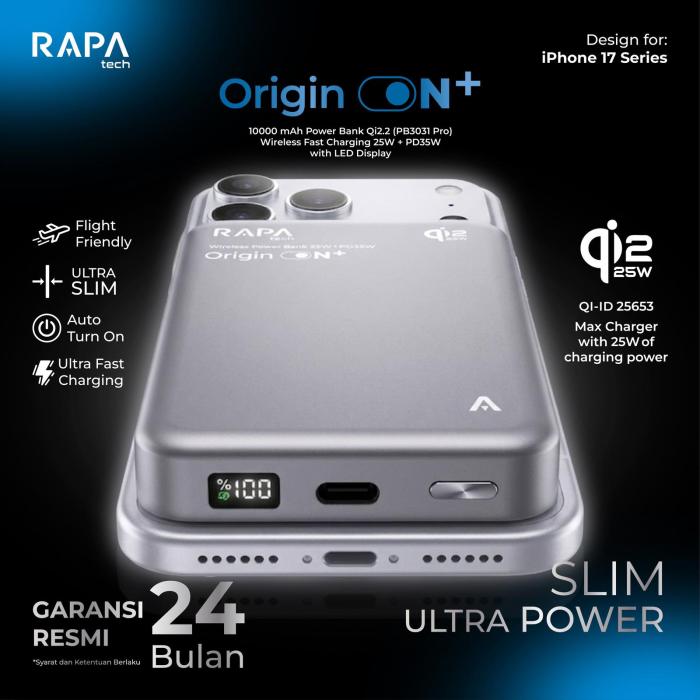 RAPA
tech
Design for:
iPhone 17 Series
Origin ON+
10000 mAh Power Bank Qi2.2 (PB3031 Pro)
Wireless Fast Charging 25W + PD35W
with LED Display
RAPA
tech
Wireless Power Bank 25W+PD35W
Origin ON+
qi2
25W
Flight
Friendly
ULTRA
SLIM
Auto
Turn On
Ultra Fast
Charging
qi2
25W
QI-ID 25653
Max Charger
with 25W of
charging power
%100
GARANSI
RESMI
24
Bulan
*Syarat dan Ketentuan Berlaku
SLIM
ULTRA POWER